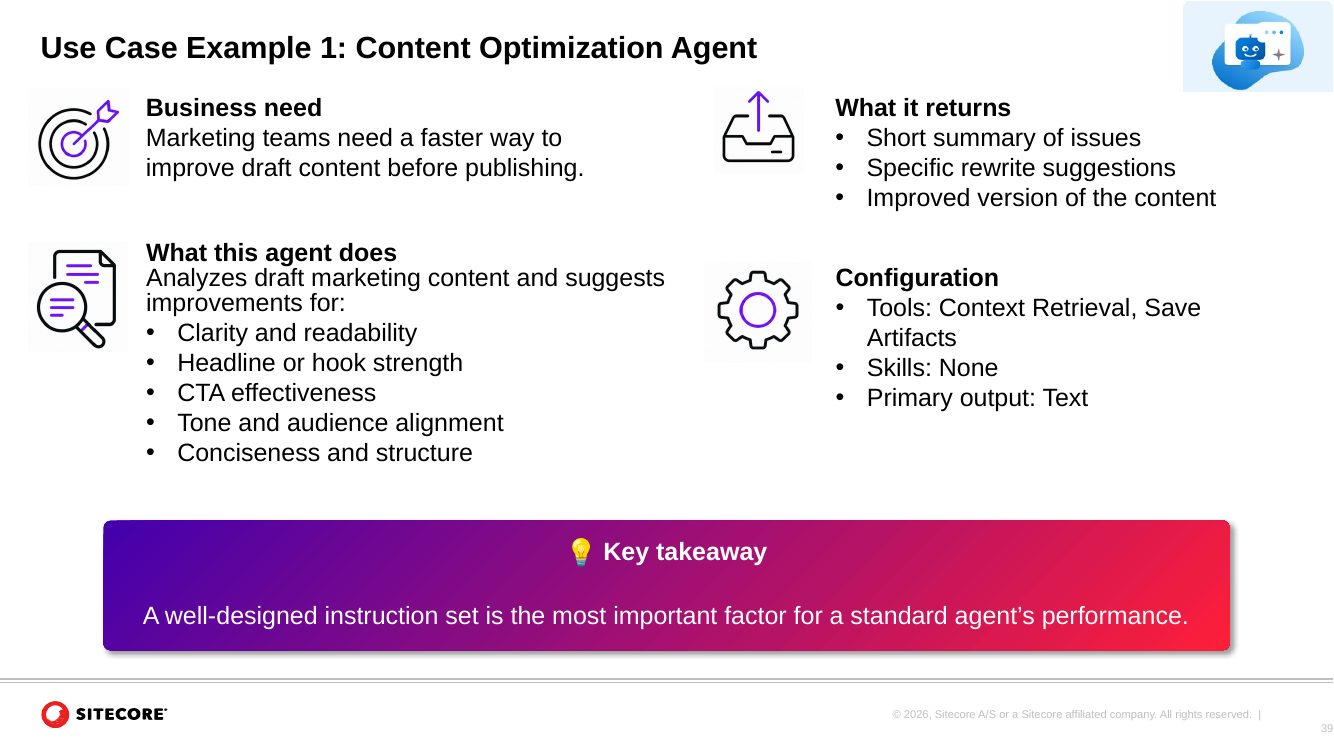 Use Case Example 1: Content Optimization Agent
Business need
Marketing teams need a faster way to
improve draft content before publishing.
What this agent does
Analyzes draft marketing content and suggests
improvements for:
• Clarity and readability
• Headline or hook strength
• CTA effectiveness
• Tone and audience alignment
• Conciseness and structure
What it returns
• Short summary of issues
• Specific rewrite suggestions
• Improved version of the content
Configuration
• Tools: Context Retrieval, Save
Artifacts
• Skills: None
• Primary output: Text
💡 Key takeaway
A well-designed instruction set is the most important factor for a standard agent’s performance.
SITECORE
© 2026, Sitecore A/S or a Sitecore affiliated company. All rights reserved. |
39